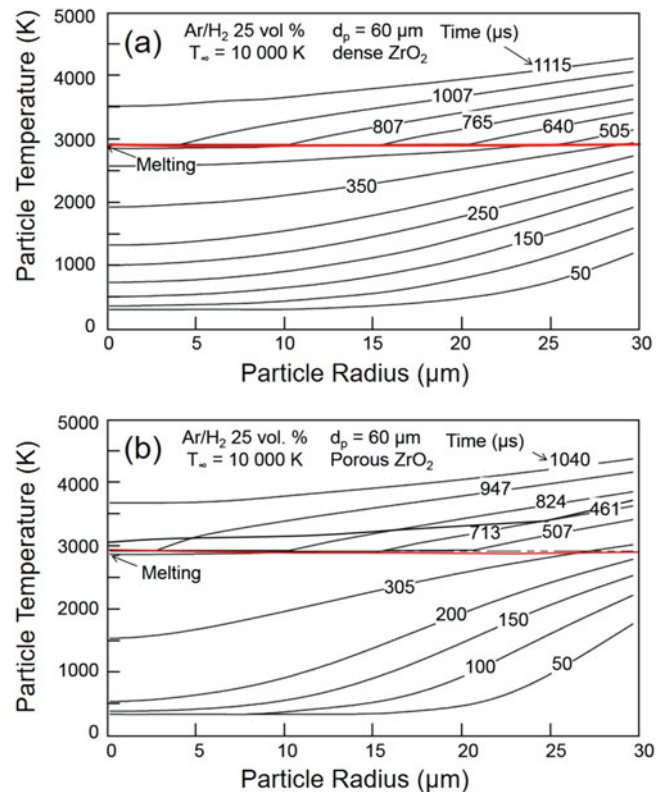 (a) Ar/H2 25 vol % dp = 60 µm Time (µs)
T∞ = 10 000 K dense ZrO2
1115
1007
807
765
640
505
Melting
350
250
150
50
5000
4000
3000
2000
1000
0
0 5 10 15 20 25 30
Particle Temperature (K)
Particle Radius (µm)
(b) Ar/H2 25 vol. % dp = 60 µm Time (µs)
T∞ = 10 000 K Porous ZrO2
1040
947
824
461
713
507
Melting
305
200
150
100
50
5000
4000
3000
2000
1000
0
0 5 10 15 20 25 30
Particle Temperature (K)
Particle Radius (µm)